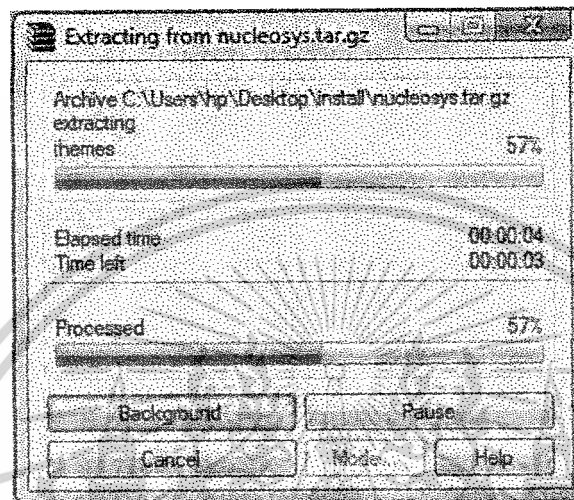 Extracting from nucleosys.tar.gz
Archive C:\Users\hp\Desktop\install\nucleosys.tar.gz
extracting
themes 57%
Elapsed time 00:00:04
Time left 00:00:03
Processed 57%
Background Pause
Cancel Mode... Help